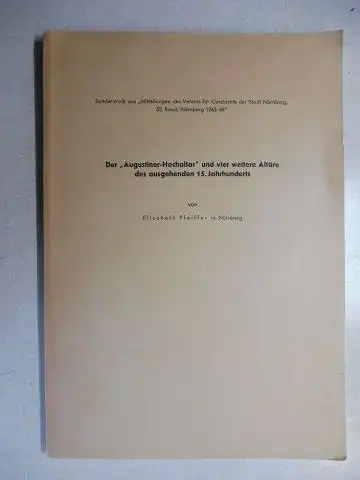 Sonderdruck aus „Mitteilungen des Vereins für Geschichte der Stadt Nürnberg,
52. Band, Nürnberg 1963-64"
Der „Augustiner-Hochaltar" und vier weitere Altäre
des ausgehenden 15. Jahrhunderts
von
Elisabeth Pfeiffer in Nürnberg